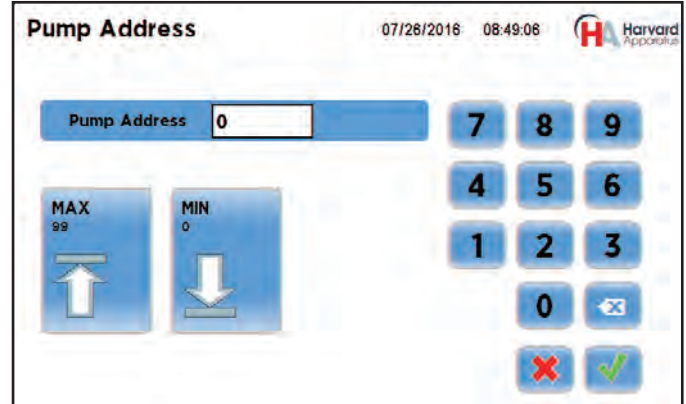 Pump Address 07/26/2016 08:49:06 HA Harvard
Apparatus
Pump Address 0
7 8 9
4 5 6
MAX MIN
99 0
1 2 3
0